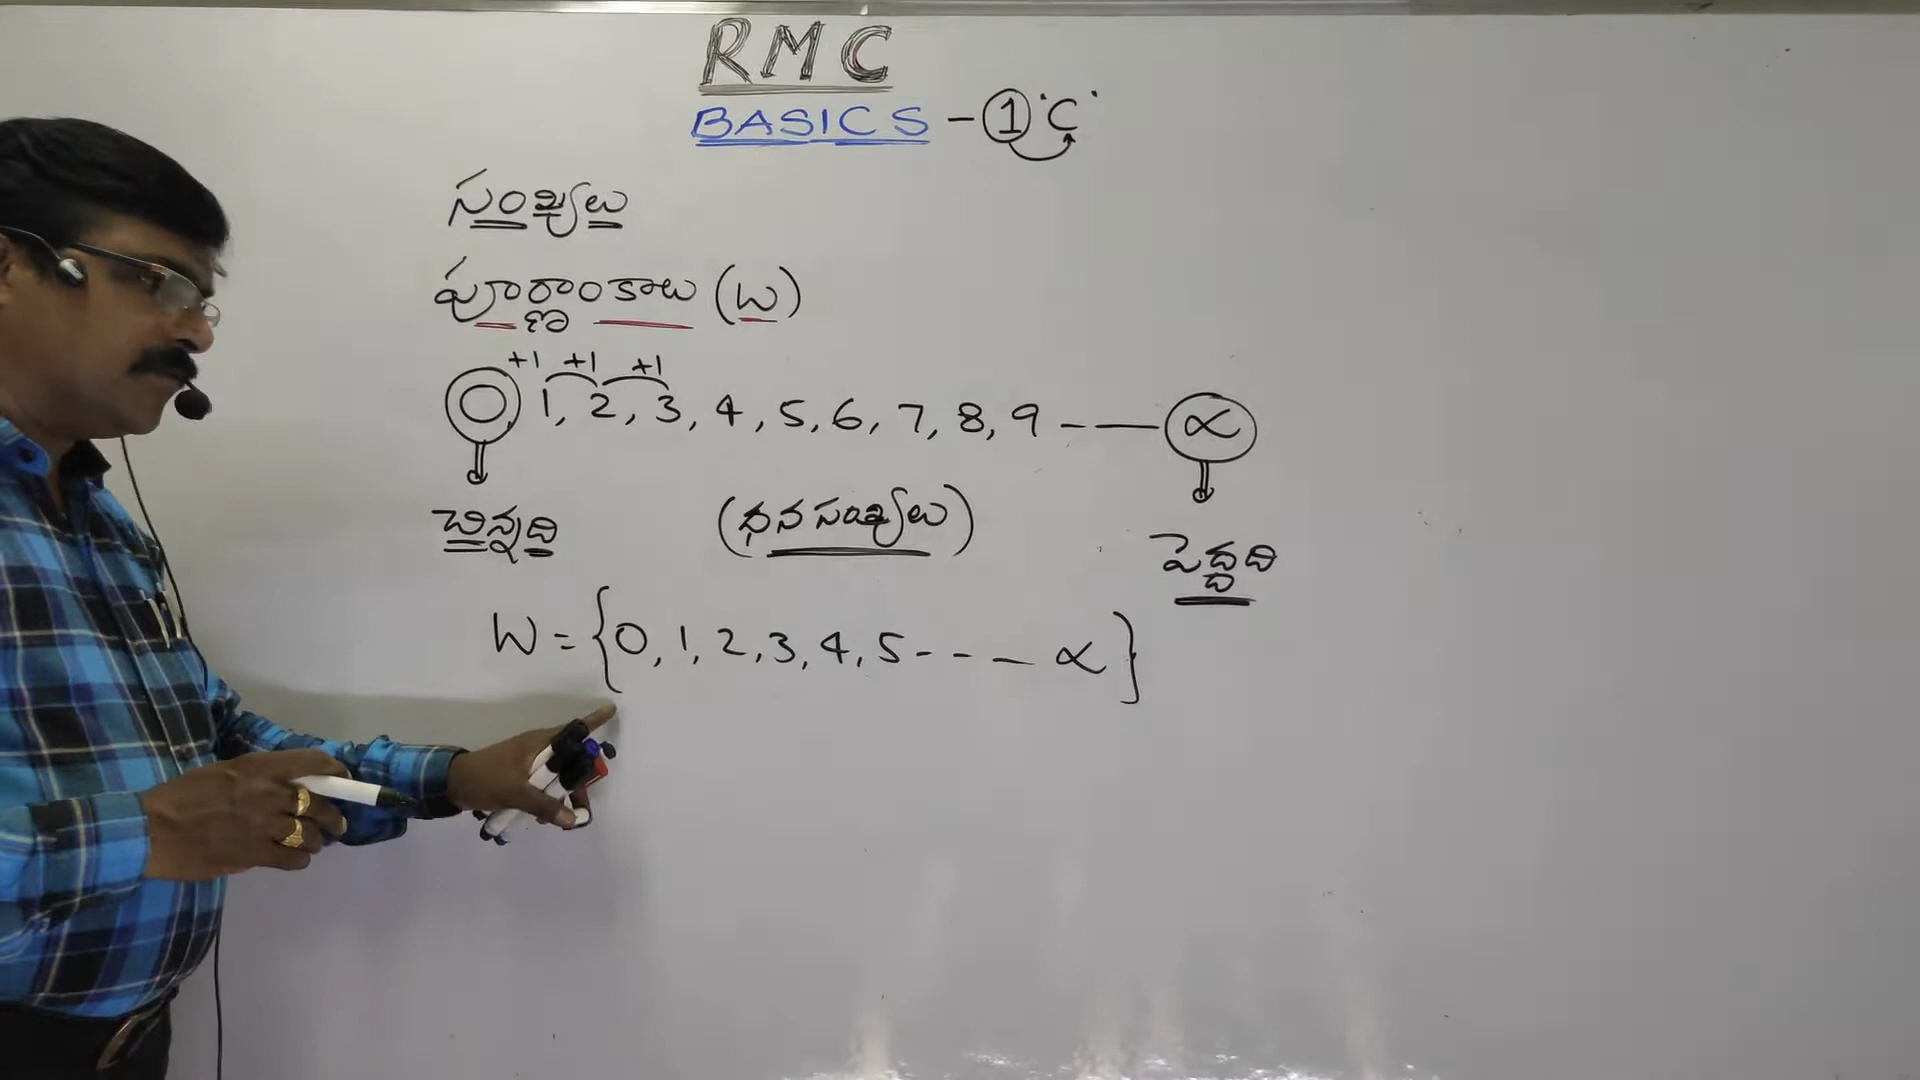 RMC
BASICS - 1 'C'
సంఖ్యలు
పూర్ణాంకాలు (W)
+1 +1 +1
0 1, 2, 3, 4, 5, 6, 7, 8, 9 - - ∝
చిన్నది (ధన సంఖ్యలు) పెద్దది
W = {0, 1, 2, 3, 4, 5 - - - ∝}